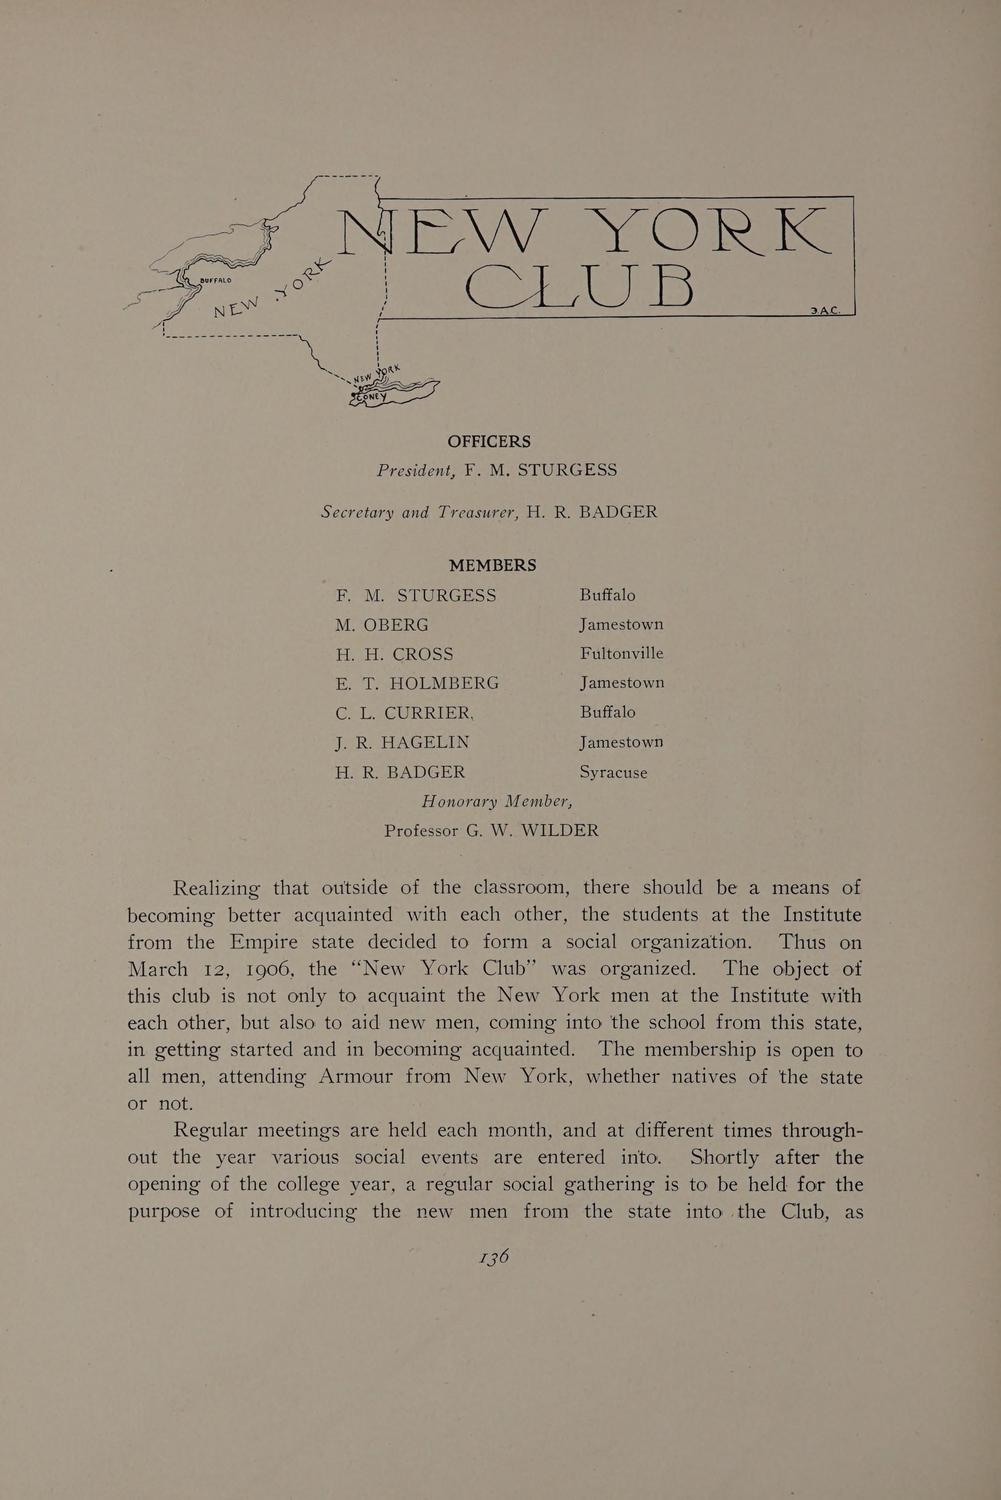 NEW YORK
CLUB
BUFFALO
NEW YORK
J.A.C.
NEW YORK
CONEY
OFFICERS
President, F. M. STURGESS
Secretary and Treasurer, H. R. BADGER
MEMBERS
F. M. STURGESS Buffalo
M. OBERG Jamestown
H. H. CROSS Fultonville
E. T. HOLMBERG Jamestown
C. L. CURRIER, Buffalo
J. R. HAGELIN Jamestown
H. R. BADGER Syracuse
Honorary Member,
Professor G. W. WILDER
Realizing that outside of the classroom, there should be a means of
becoming better acquainted with each other, the students at the Institute
from the Empire state decided to form a social organization. Thus on
March 12, 1906, the “New York Club” was organized. The object of
this club is not only to acquaint the New York men at the Institute with
each other, but also to aid new men, coming into the school from this state,
in getting started and in becoming acquainted. The membership is open to
all men, attending Armour from New York, whether natives of the state
or not.
Regular meetings are held each month, and at different times through-
out the year various social events are entered into. Shortly after the
opening of the college year, a regular social gathering is to be held for the
purpose of introducing the new men from the state into the Club, as
136